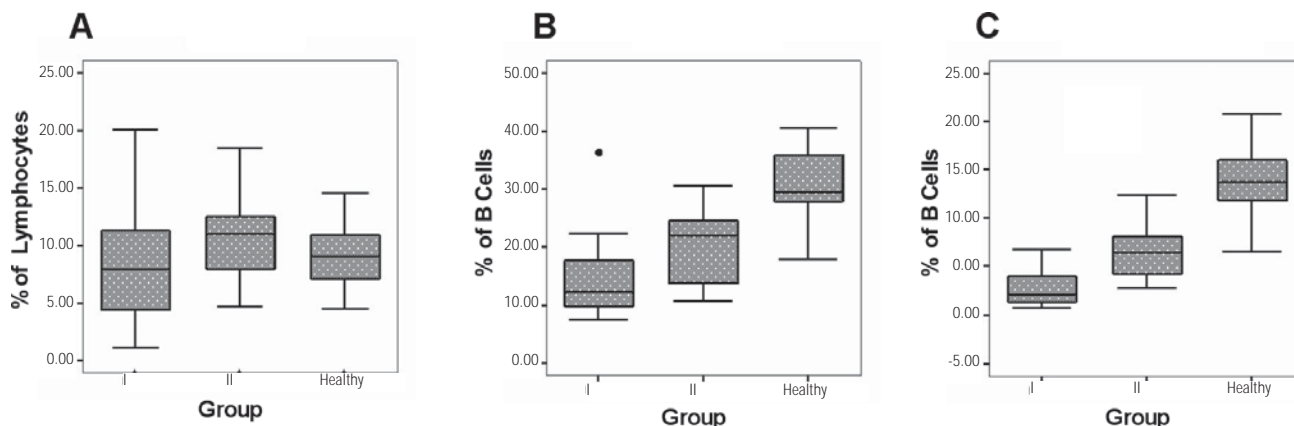 A
% of Lymphocytes
25.00
20.00
15.00
10.00
5.00
0.00
I
II
Healthy
Group
B
% of B Cells
50.00
40.00
30.00
20.00
10.00
0.00
I
II
Healthy
Group
C
% of B Cells
25.00
20.00
15.00
10.00
0.00
0.00
-5.00
I
II
Healthy
Group